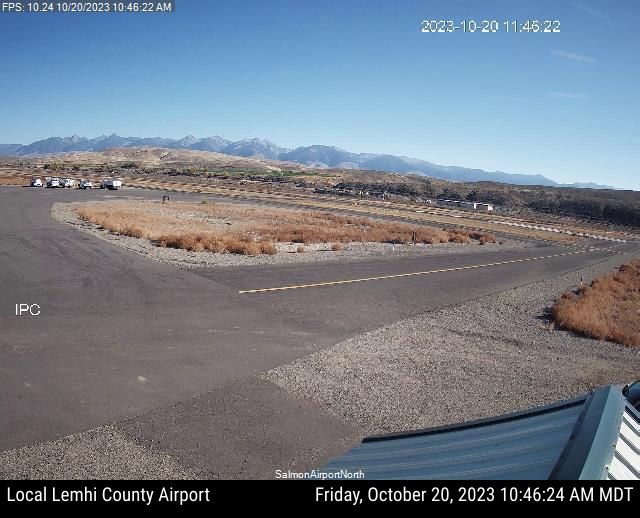 FPS: 10.24 10/20/2023 10:46:22 AM
2023-10-20 11:46:22
IPC
SalmonAirportNorth
Local Lemhi County Airport Friday, October 20, 2023 10:46:24 AM MDT